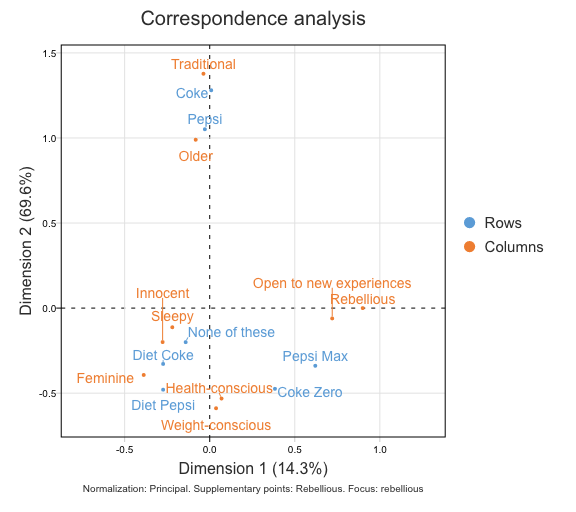 Correspondence analysis
1.5
Traditional
Coke
Pepsi
1.0
Older
0.5
Dimension 2 (69.6%)
Rows
Columns
Open to new experiences
Innocent
Rebellious
0.0
Sleepy
None of these
Diet Coke
Pepsi Max
Feminine
Health-conscious
Coke Zero
-0.5
Diet Pepsi
Weight-conscious
-0.5 0.0 0.5 1.0
Dimension 1 (14.3%)
Normalization: Principal. Supplementary points: Rebellious. Focus: rebellious